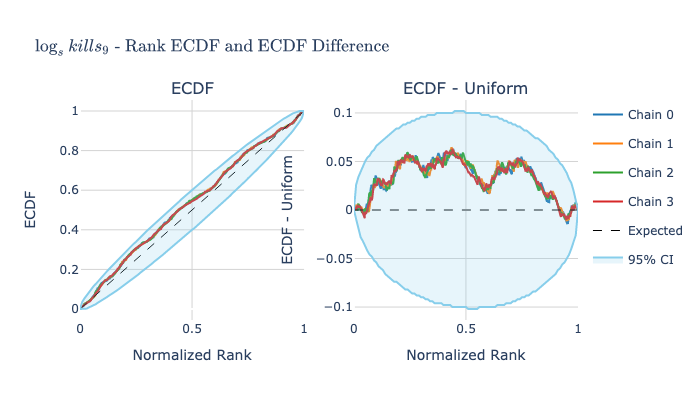 log_s kills_9 - Rank ECDF and ECDF Difference
ECDF
ECDF
1
0.8
0.6
0.4
0.2
0
0
0.5
1
Normalized Rank
ECDF - Uniform
ECDF - Uniform
0.1
0.05
0
−0.05
−0.1
0
0.5
1
Normalized Rank
Chain 0
Chain 1
Chain 2
Chain 3
Expected
95% CI